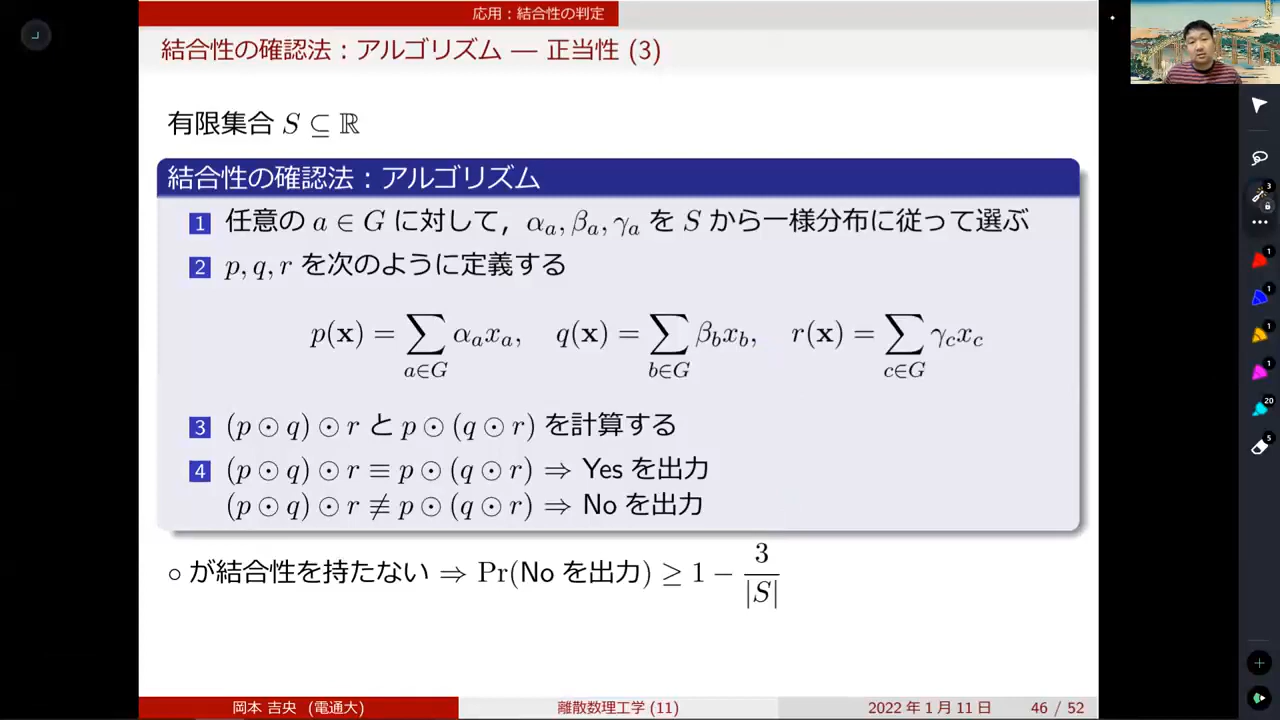 応用：結合性の判定
結合性の確認法：アルゴリズム — 正当性 (3)
有限集合 S ⊆ ℝ
結合性の確認法：アルゴリズム
1 任意の a ∈ G に対して，α_a, β_a, γ_a を S から一様分布に従って選ぶ
2 p, q, r を次のように定義する
p(x) = ∑_{a∈G} α_a x_a, q(x) = ∑_{b∈G} β_b x_b, r(x) = ∑_{c∈G} γ_c x_c
3 (p ⊙ q) ⊙ r と p ⊙ (q ⊙ r) を計算する
4 (p ⊙ q) ⊙ r ≡ p ⊙ (q ⊙ r) ⇒ Yes を出力
(p ⊙ q) ⊙ r ≢ p ⊙ (q ⊙ r) ⇒ No を出力
○ が結合性を持たない ⇒ Pr(No を出力) ≥ 1 − 3/|S|
岡本 吉央 (電通大) 離散数理工学 (11) 2022 年 1 月 11 日 46 / 52
3
1
1
1
1
20
5